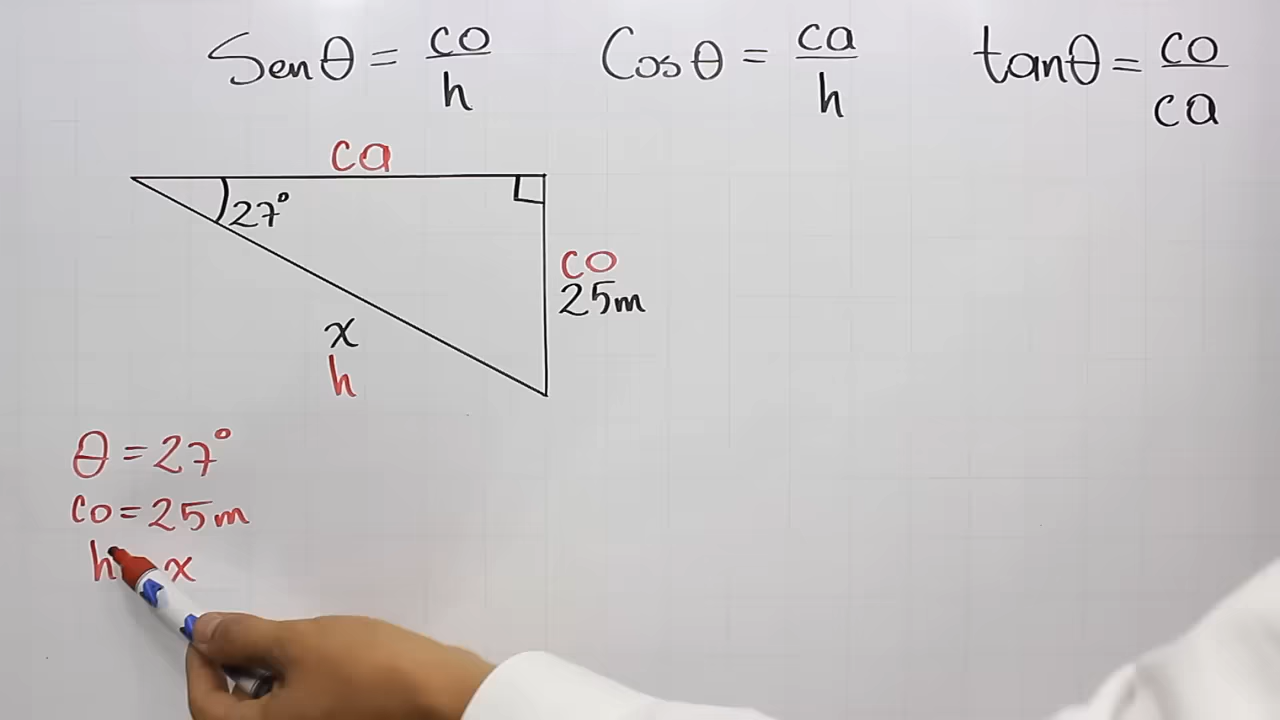 Senθ = co/h
Cosθ = ca/h
tanθ = co/ca
ca
27°
co
25m
x
h
θ = 27°
co = 25m
h x